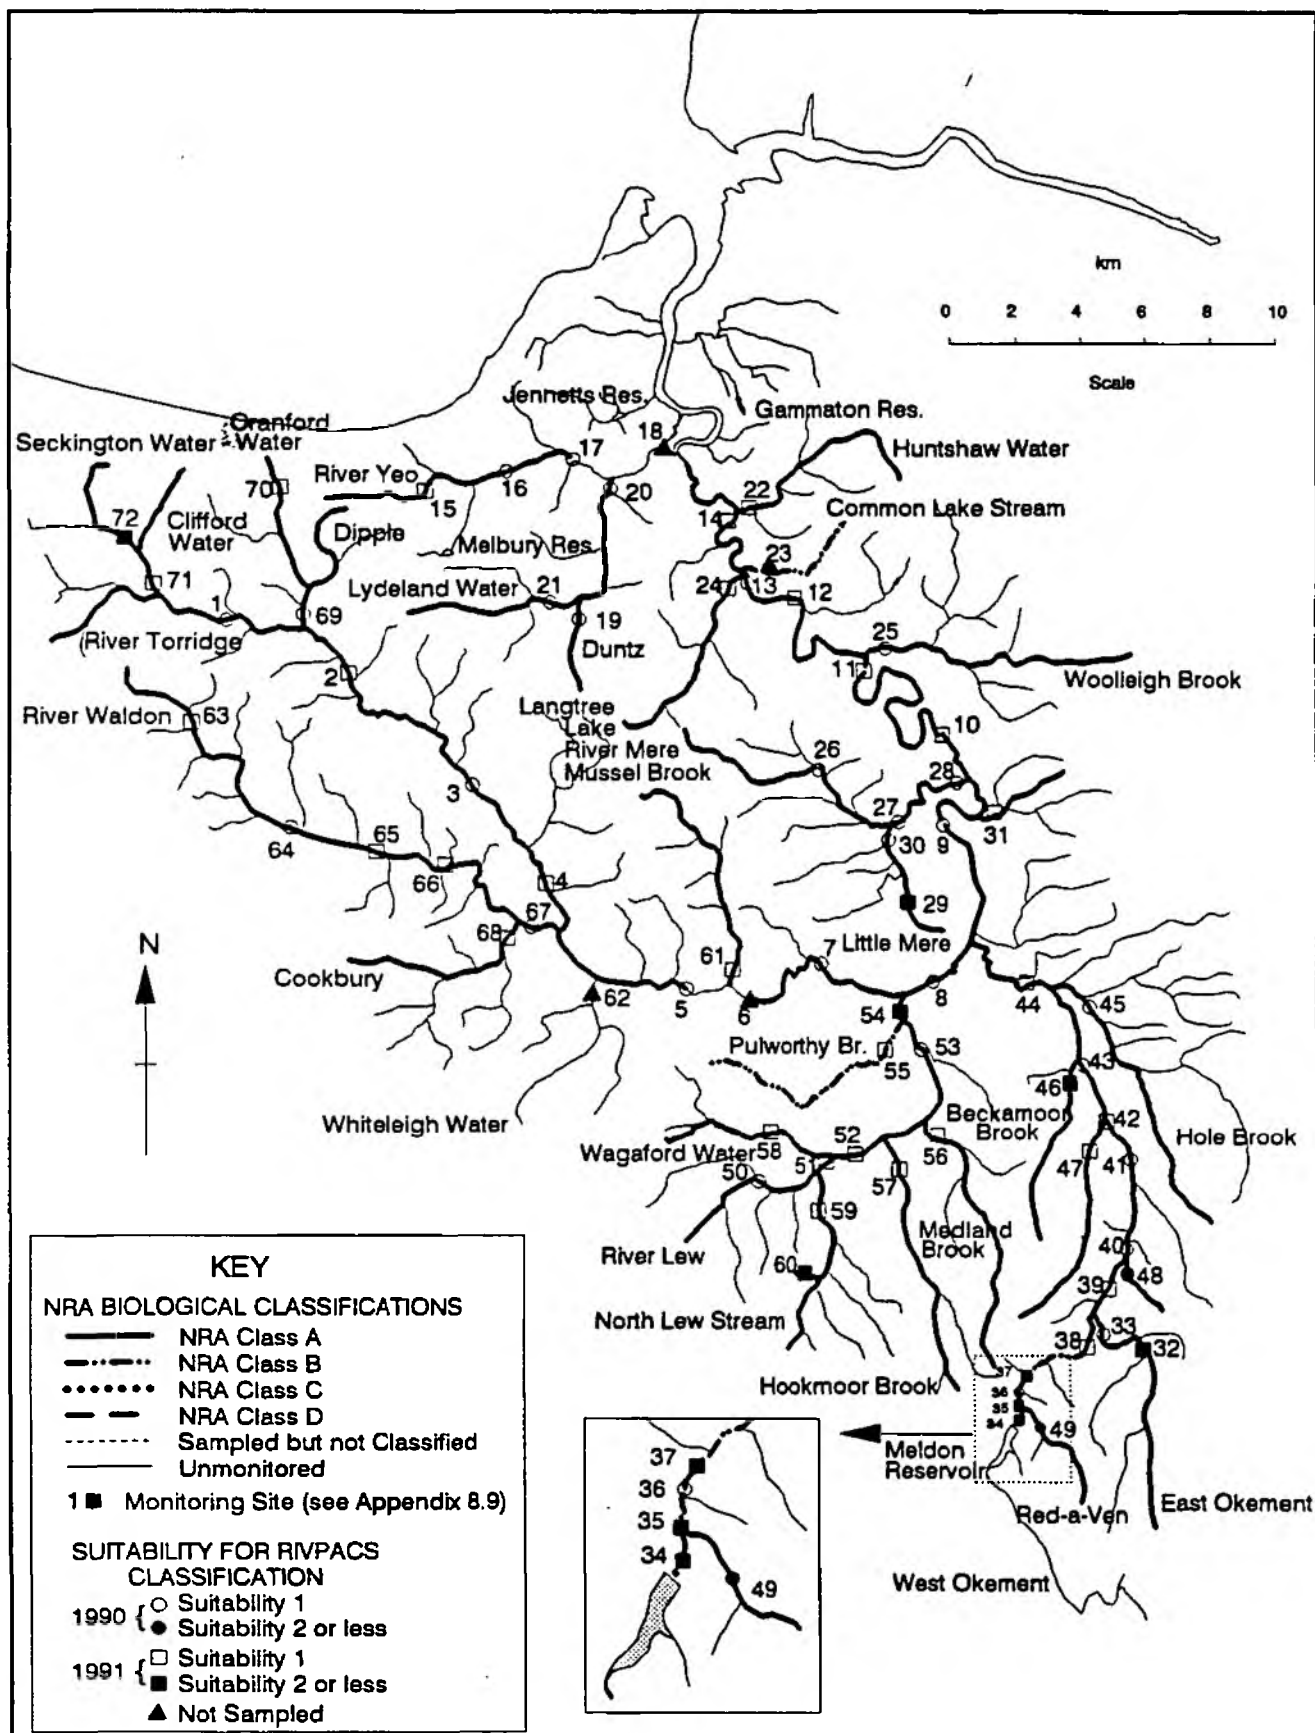 km
0 2 4 6 8 10
Scale
Jennetts Res.
Gammaton Res.
18
Huntshaw Water
Cranford
Seckington Water
Water
17
River Yeo
16
15
20
22
14
Common Lake Stream
70
72
Clifford
Water
Dipple
Melbury Res.
23
71
Lydeland Water
21
24
13
12
1
69
19
River Torridge
Duntz
25
2
11
Woolleigh Brook
River Waldon
63
Langtree
Lake
River Mere
Mussel Brook
10
26
28
3
27
31
64
65
30
9
66
4
29
67
Little Mere
68
61
7
Cookbury
62
5
6
8
44
45
54
N
Pulworthy Br.
53
55
43
46
Whiteleigh Water
Beckamoor
Brook
42
Hole Brook
58
52
56
Wagaford Water
51
47
41
50
57
59
Medland
Brook
River Lew
40
60
48
39
North Lew Stream
33
38
32
Hookmoor Brook
37
36
35
34
49
Meldon
Reservoir
Red-a-Ven
East Okement
West Okement
37
36
35
34
49
KEY
NRA BIOLOGICAL CLASSIFICATIONS
NRA Class A
NRA Class B
NRA Class C
NRA Class D
Sampled but not Classified
Unmonitored
1 Monitoring Site (see Appendix 8.9)
SUITABILITY FOR RIVPACS
CLASSIFICATION
1990 { Suitability 1
Suitability 2 or less
1991 { Suitability 1
Suitability 2 or less
Not Sampled